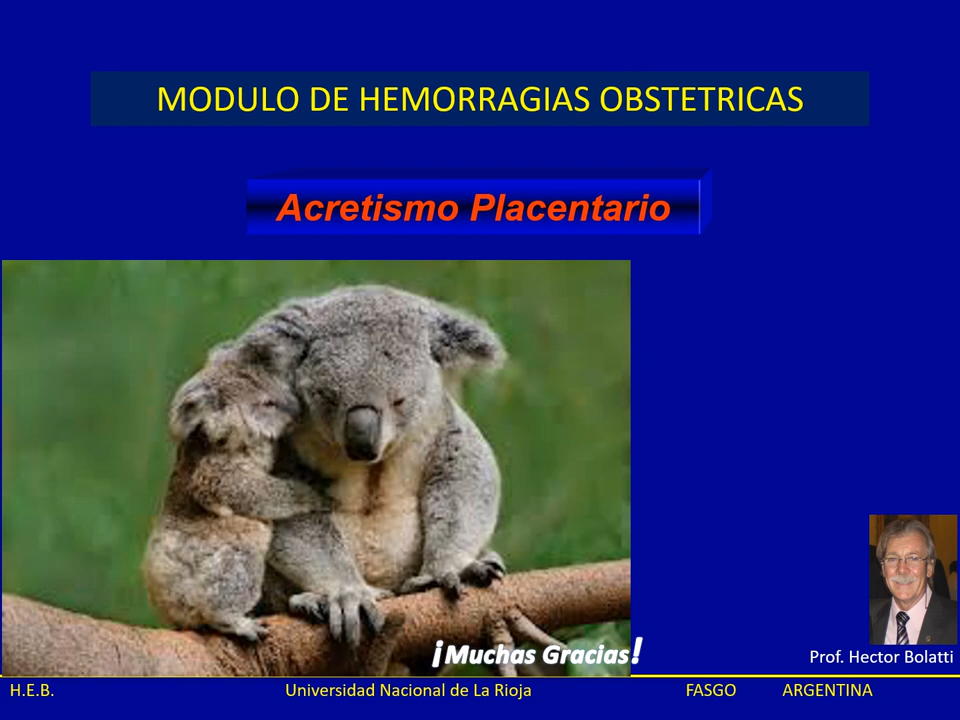 MODULO DE HEMORRAGIAS OBSTETRICAS
Acretismo Placentario
¡Muchas Gracias!
Prof. Hector Bolatti
H.E.B. Universidad Nacional de La Rioja FASGO ARGENTINA